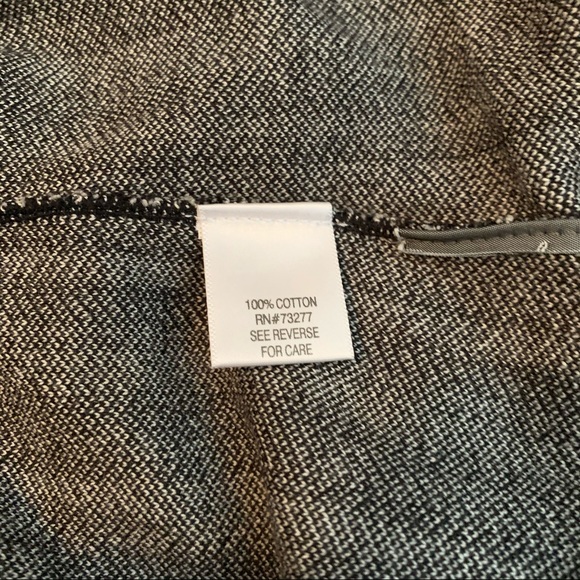 100% COTTON
RN#73277
SEE REVERSE
FOR CARE